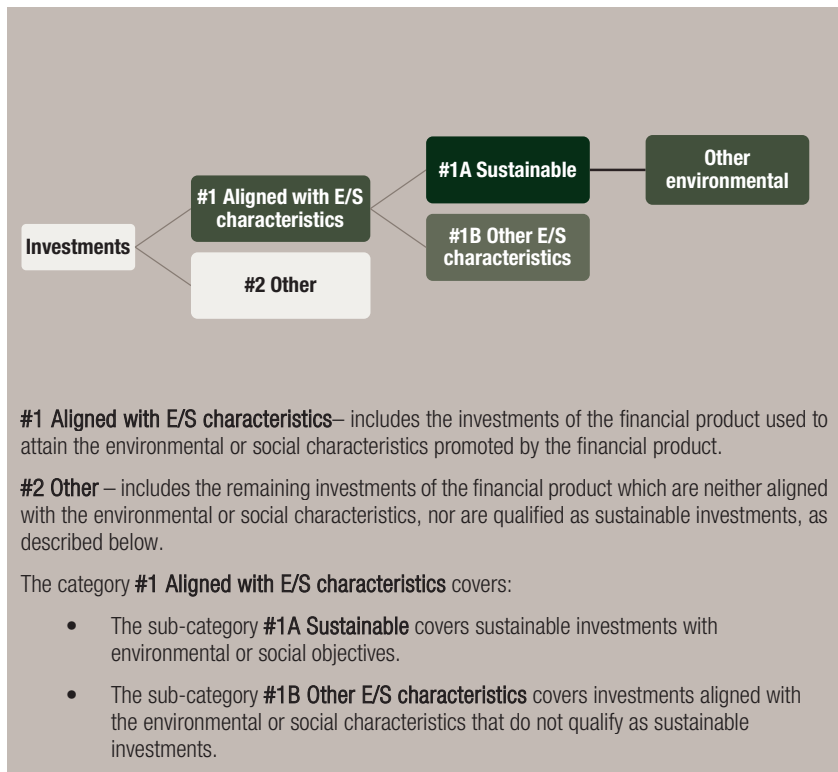 Investments
#1 Aligned with E/S
characteristics
#2 Other
#1A Sustainable
#1B Other E/S
characteristics
Other
environmental
#1 Aligned with E/S characteristics– includes the investments of the financial product used to
attain the environmental or social characteristics promoted by the financial product.
#2 Other – includes the remaining investments of the financial product which are neither aligned
with the environmental or social characteristics, nor are qualified as sustainable investments, as
described below.
The category #1 Aligned with E/S characteristics covers:
• The sub-category #1A Sustainable covers sustainable investments with
environmental or social objectives.
• The sub-category #1B Other E/S characteristics covers investments aligned with
the environmental or social characteristics that do not qualify as sustainable
investments.